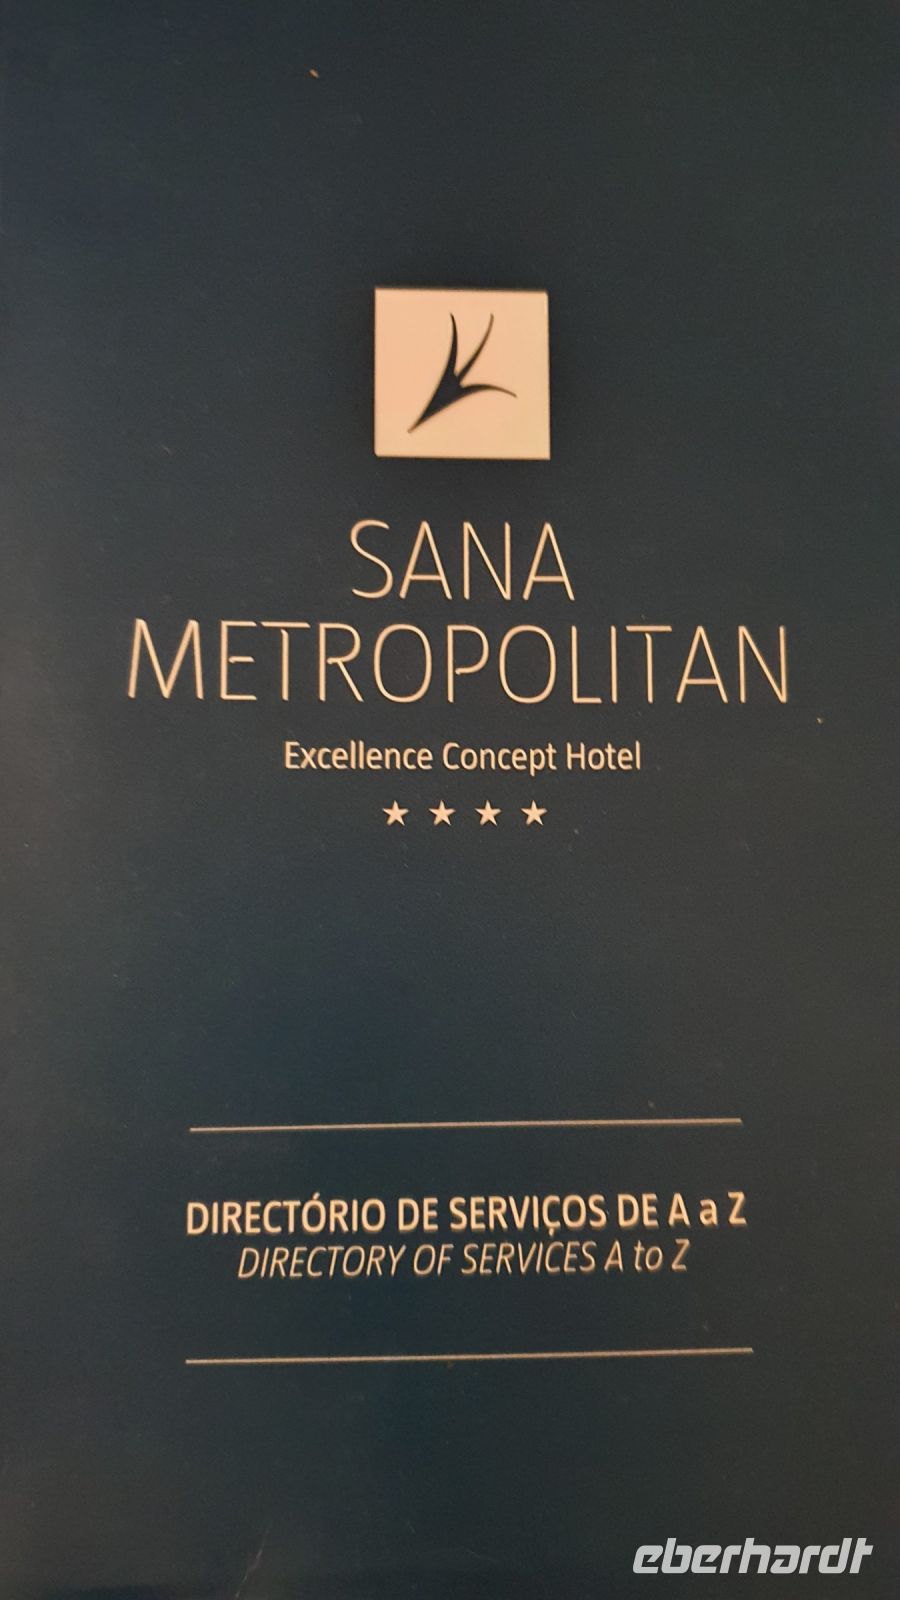 SANA
METROPOLITAN
Excellence Concept Hotel
★ ★ ★ ★
DIRECTÓRIO DE SERVIÇOS DE A a Z
DIRECTORY OF SERVICES A to Z
eberhardt